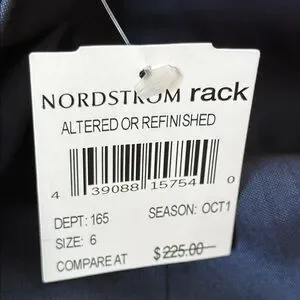 NORDSTROM rack
ALTERED OR REFINISHED
4 39088 15754 0
DEPT: 165 SEASON: OCT1
SIZE: 6
COMPARE AT $225.00